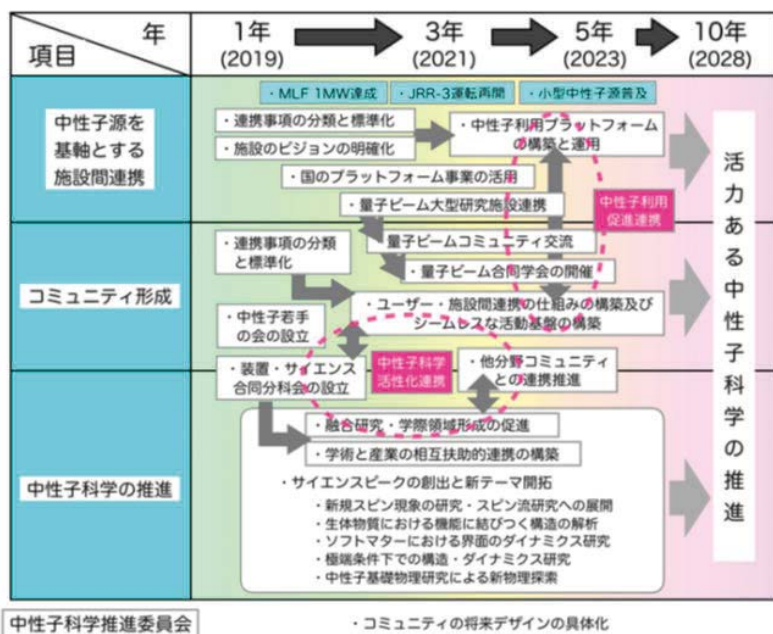 年
項目
1年
(2019)
3年
(2021)
5年
(2023)
10年
(2028)
・MLF 1MW達成
・JRR-3運転再開
・小型中性子源普及
中性子源を
基軸とする
施設間連携
・連携事項の分類と標準化
・施設のビジョンの明確化
・中性子利用プラットフォーム
の構築と運用
・国のプラットフォーム事業の活用
・量子ビーム大型研究施設連携
中性子利用
促進連携
コミュニティ形成
・連携事項の分類
と標準化
量子ビームコミュニティ交流
・量子ビーム合同学会の開催
・ユーザー・施設間連携の仕組みの構築及び
シームレスな活動基盤の構築
・中性子若手
の会の設立
・装置・サイエンス
合同分科会の設立
中性子科学
活性化連携
・他分野コミュニティ
との連携推進
中性子科学の推進
・融合研究・学際領域形成の促進
・学術と産業の相互扶助的連携の構築
・サイエンスピークの創出と新テーマ開拓
・新規スピン現象の研究・スピン流研究への展開
・生体物質における機能に結びつく構造の解析
・ソフトマターにおける界面のダイナミクス研究
・極端条件下での構造・ダイナミクス研究
・中性子基礎物理研究による新物理探索
活力ある中性子科学の推進
中性子科学推進委員会
・コミュニティの将来デザインの具体化